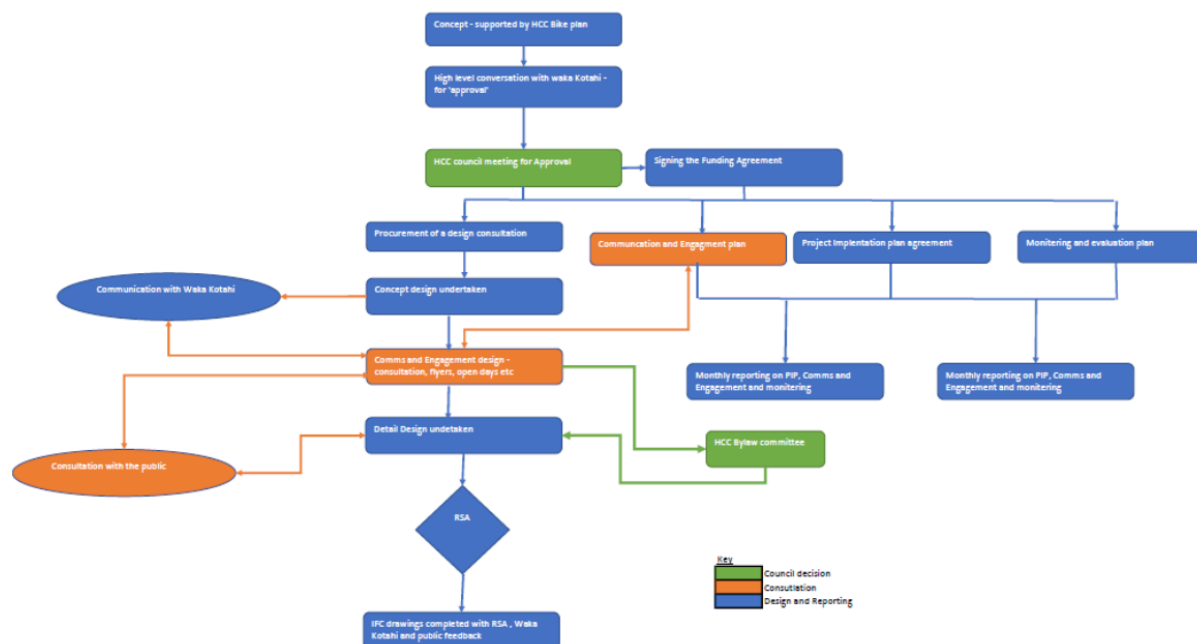 Concept - supported by HCC Bike plan
High level conversation with waka Kotahi -
for 'approval'
HCC council meeting for Approval
Signing the Funding Agreement
Procurement of a design consultation
Communcation and Engagment plan
Project Implentation plan agreement
Monitering and evaluation plan
Communication with Waka Kotahi
Concept design undertaken
Comms and Engagement design -
consultation, flyers, open days etc
Monthly reporting on PIP, Comms and
Engagement and monitering
Monthly reporting on PIP, Comms and
Engagement and monitering
Detail Design undetaken
HCC Bylaw committee
Consultation with the public
RSA
Key
Council decision
Consutlation
Design and Reporting
IFC drawings completed with RSA , Waka
Kotahi and public feedback